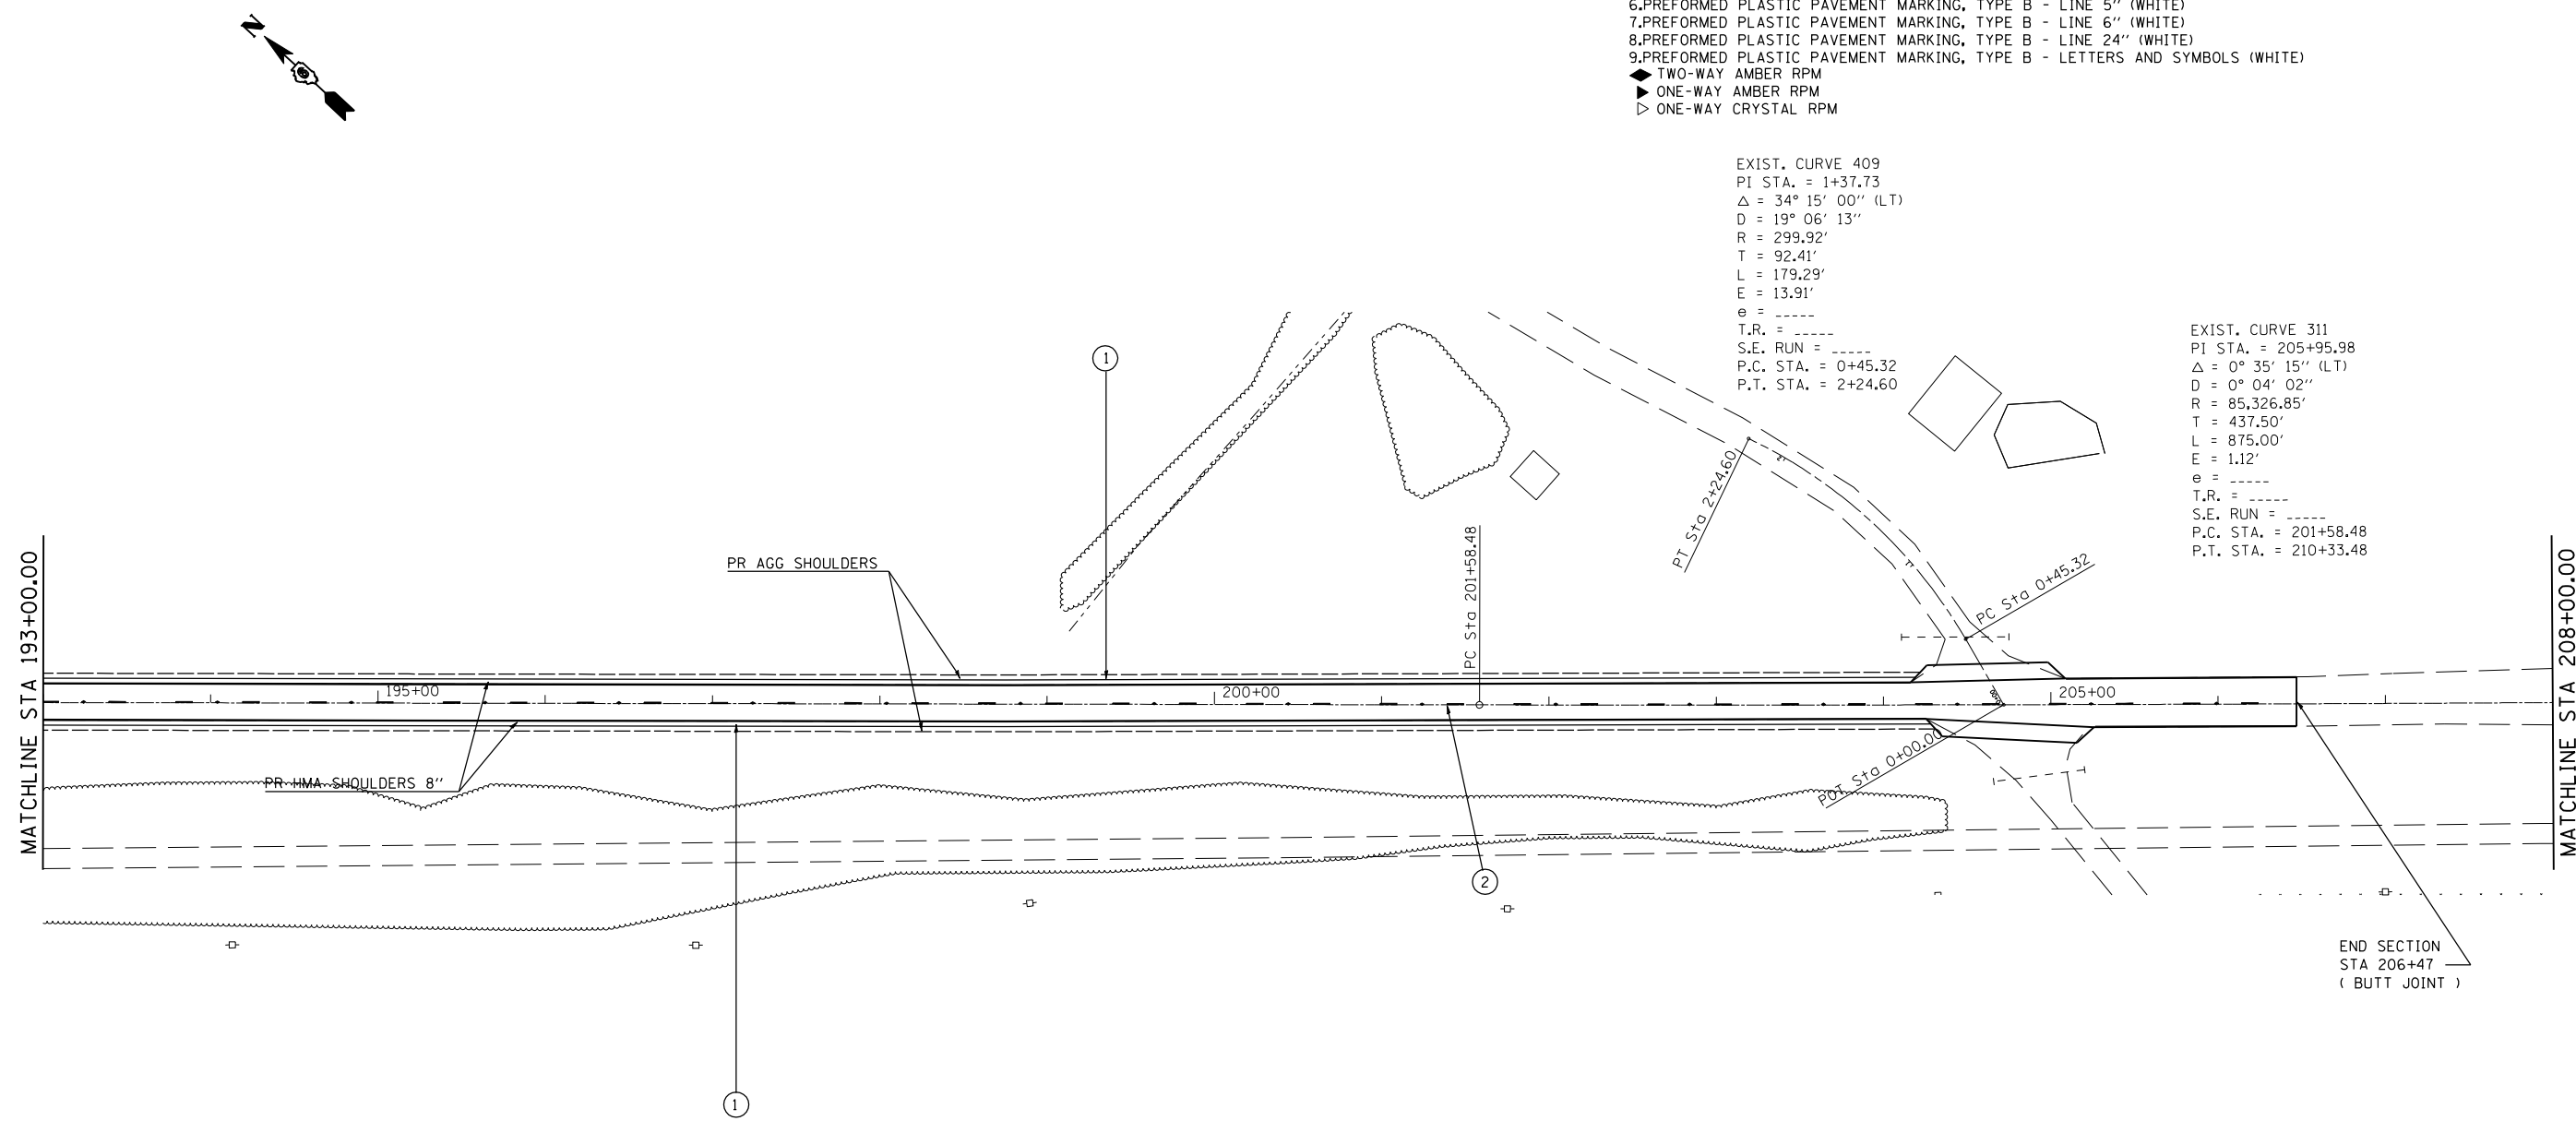 6.PREFORMED PLASTIC PAVEMENT MARKING, TYPE B - LINE 5" (WHITE)
7.PREFORMED PLASTIC PAVEMENT MARKING, TYPE B - LINE 6" (WHITE)
8.PREFORMED PLASTIC PAVEMENT MARKING, TYPE B - LINE 24" (WHITE)
9.PREFORMED PLASTIC PAVEMENT MARKING, TYPE B - LETTERS AND SYMBOLS (WHITE)
TWO-WAY AMBER RPM
ONE-WAY AMBER RPM
ONE-WAY CRYSTAL RPM
N
EXIST. CURVE 409
PI STA. = 1+37.73
Δ = 34° 15' 00" (LT)
D = 19° 06' 13"
R = 299.92'
T = 92.41'
L = 179.29'
E = 13.91'
e = _____
T.R. = _____
S.E. RUN = _____
P.C. STA. = 0+45.32
P.T. STA. = 2+24.60
EXIST. CURVE 311
PI STA. = 205+95.98
Δ = 0° 35' 15" (LT)
D = 0° 04' 02"
R = 85,326.85'
T = 437.50'
L = 875.00'
E = 1.12'
e = _____
T.R. = _____
S.E. RUN = _____
P.C. STA. = 201+58.48
P.T. STA. = 210+33.48
1
PR AGG SHOULDERS
PC Sta 201+58.48
PT Sta 2+24.60
PC Sta 0+45.32
MATCHLINE STA 193+00.00
MATCHLINE STA 208+00.00
195+00
200+00
205+00
POT Sta 0+00.00
PR HMA SHOULDERS 8"
2
END SECTION
STA 206+47
( BUTT JOINT )
1